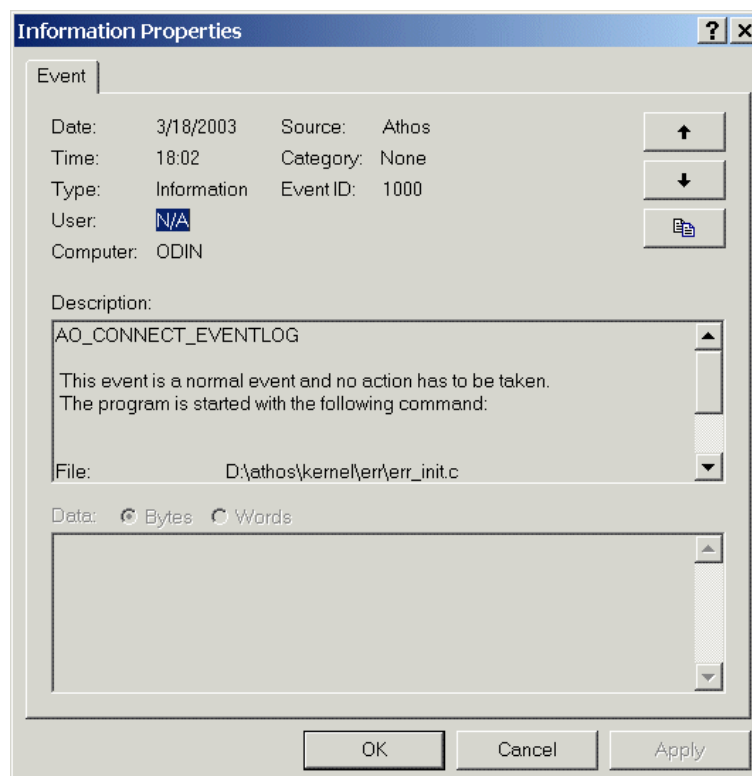 Information Properties
Event
Date: 3/18/2003 Source: Athos
Time: 18:02 Category: None
Type: Information Event ID: 1000
User: N/A
Computer: ODIN
Description:
AO_CONNECT_EVENTLOG
This event is a normal event and no action has to be taken.
The program is started with the following command:
File: D:\athos\kernel\err\err_init.c
Data: Bytes Words
OK Cancel Apply